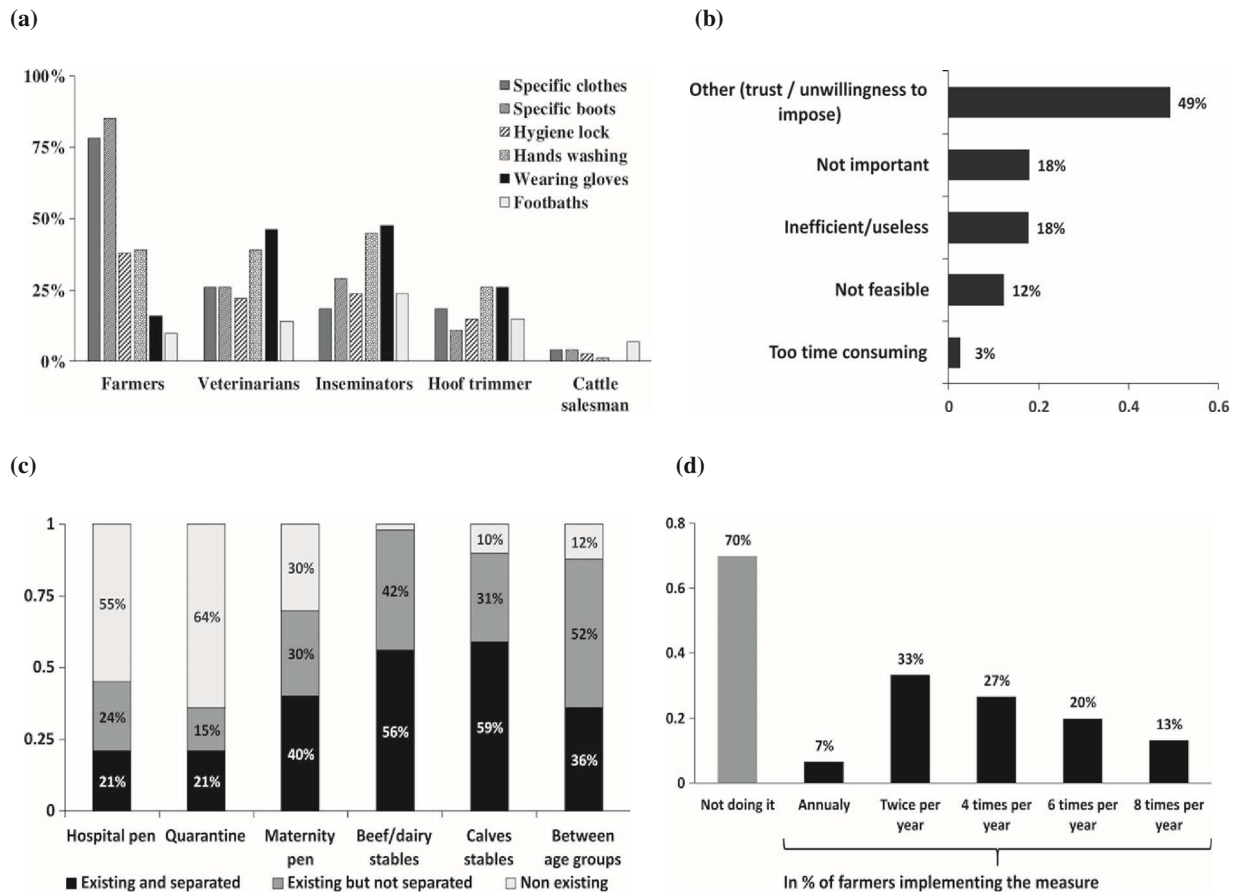 (a)
100%
75%
50%
25%
0%
Specific clothes
Specific boots
Hygiene lock
Hands washing
Wearing gloves
Footbaths
Farmers
Veterinarians
Inseminators
Hoof trimmer
Cattle
salesman
(b)
Other (trust / unwillingness to
impose)
49%
Not important
18%
Inefficient/useless
18%
Not feasible
12%
Too time consuming
3%
0 0.2 0.4 0.6
(c)
1
0.75
0.5
0.25
0
55%
24%
21%
64%
15%
21%
30%
30%
40%
42%
56%
10%
31%
59%
12%
52%
36%
Hospital pen
Quarantine
Maternity
pen
Beef/dairy
stables
Calves
stables
Between
age groups
Existing and separated
Existing but not separated
Non existing
(d)
0.8
0.6
0.4
0.2
0
70%
7%
33%
27%
20%
13%
Not doing it
Annualy
Twice per
year
4 times per
year
6 times per
year
8 times per
year
In % of farmers implementing the measure